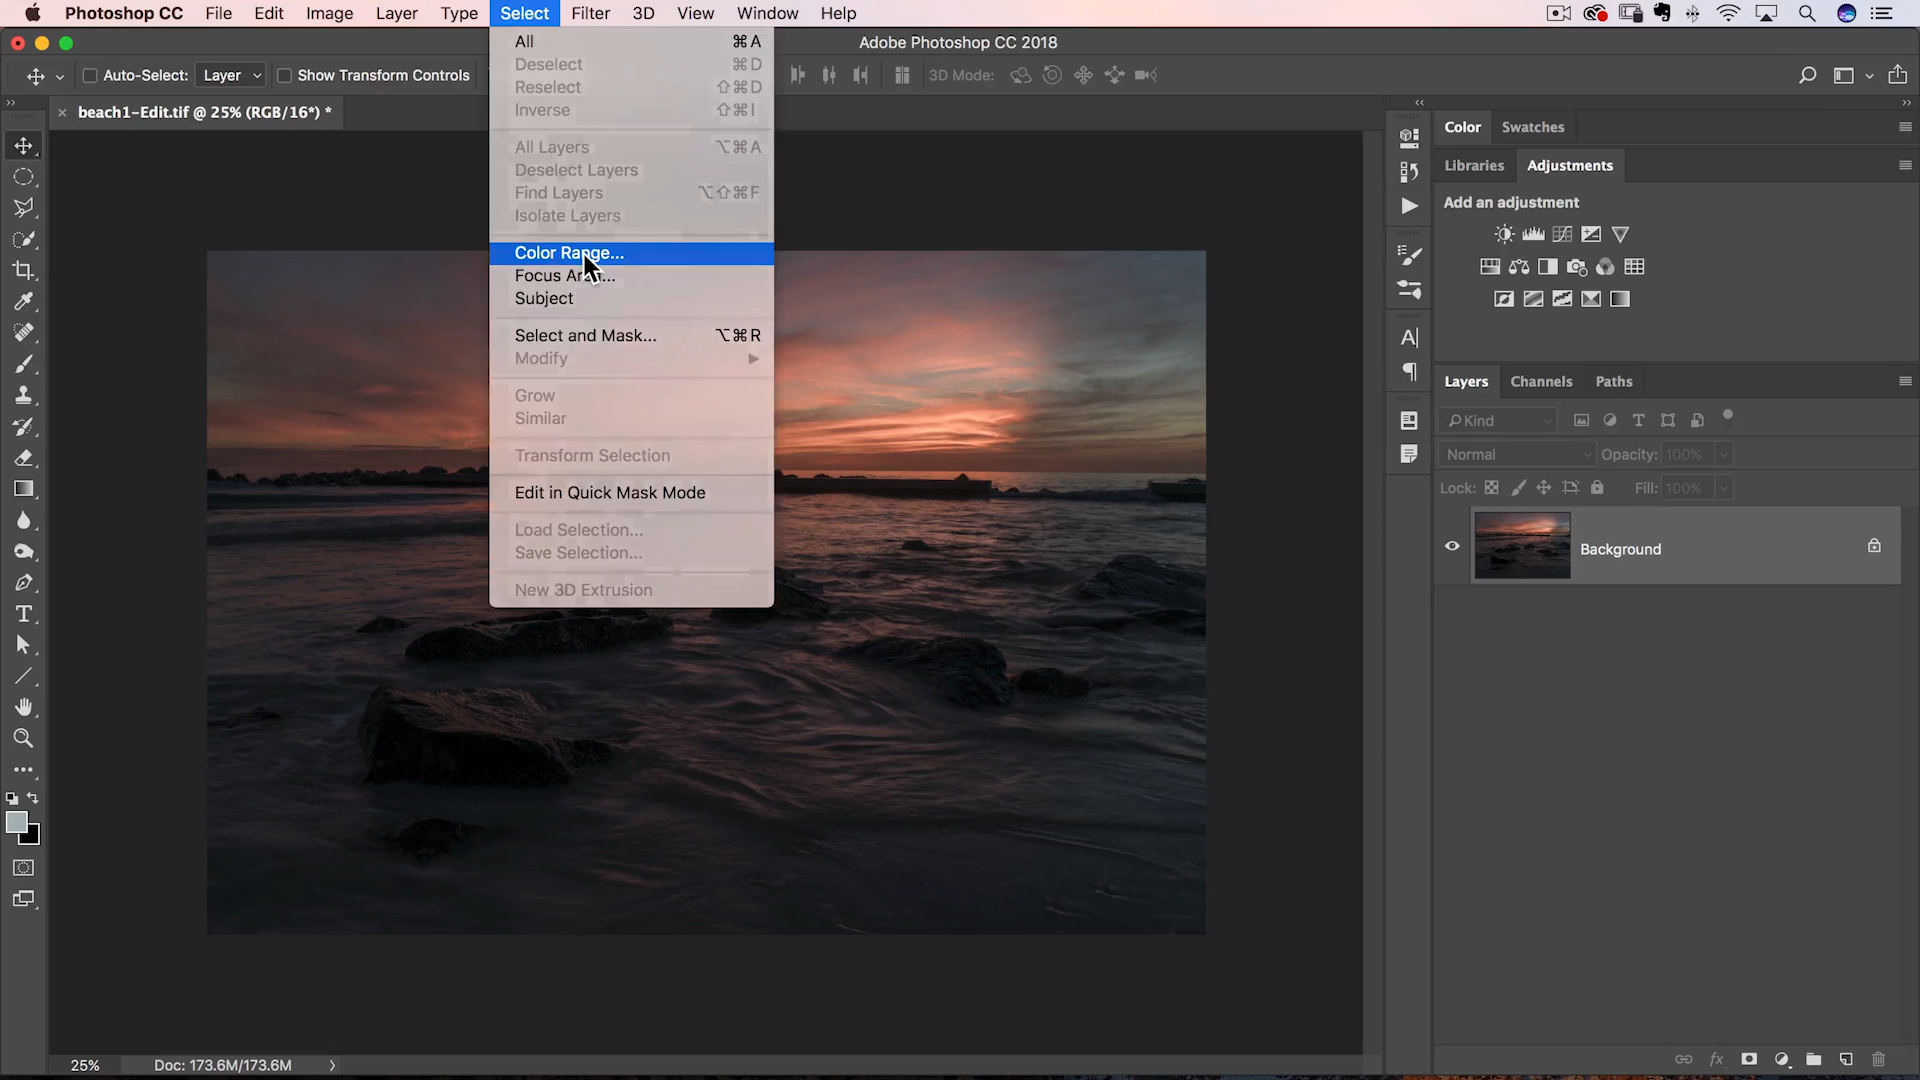 Photoshop CC File Edit Image Layer Type Select Filter 3D View Window Help
Adobe Photoshop CC 2018
Auto-Select: Layer Show Transform Controls 3D Mode:
beach1-Edit.tif @ 25% (RGB/16*) *
All ⌘A
Deselect ⌘D
Reselect ⇧⌘D
Inverse ⇧⌘I
All Layers ⌥⌘A
Deselect Layers
Find Layers ⌥⇧⌘F
Isolate Layers
Color Range...
Focus
Subject
Select and Mask... ⌥⌘R
Modify
Grow
Similar
Transform Selection
Edit in Quick Mask Mode
Load Selection...
Save Selection...
New 3D Extrusion
Color Swatches
Libraries Adjustments
Add an adjustment
Layers Channels Paths
Kind
Normal Opacity: 100%
Lock: Fill: 100%
Background
fx
25% Doc: 173.6M/173.6M